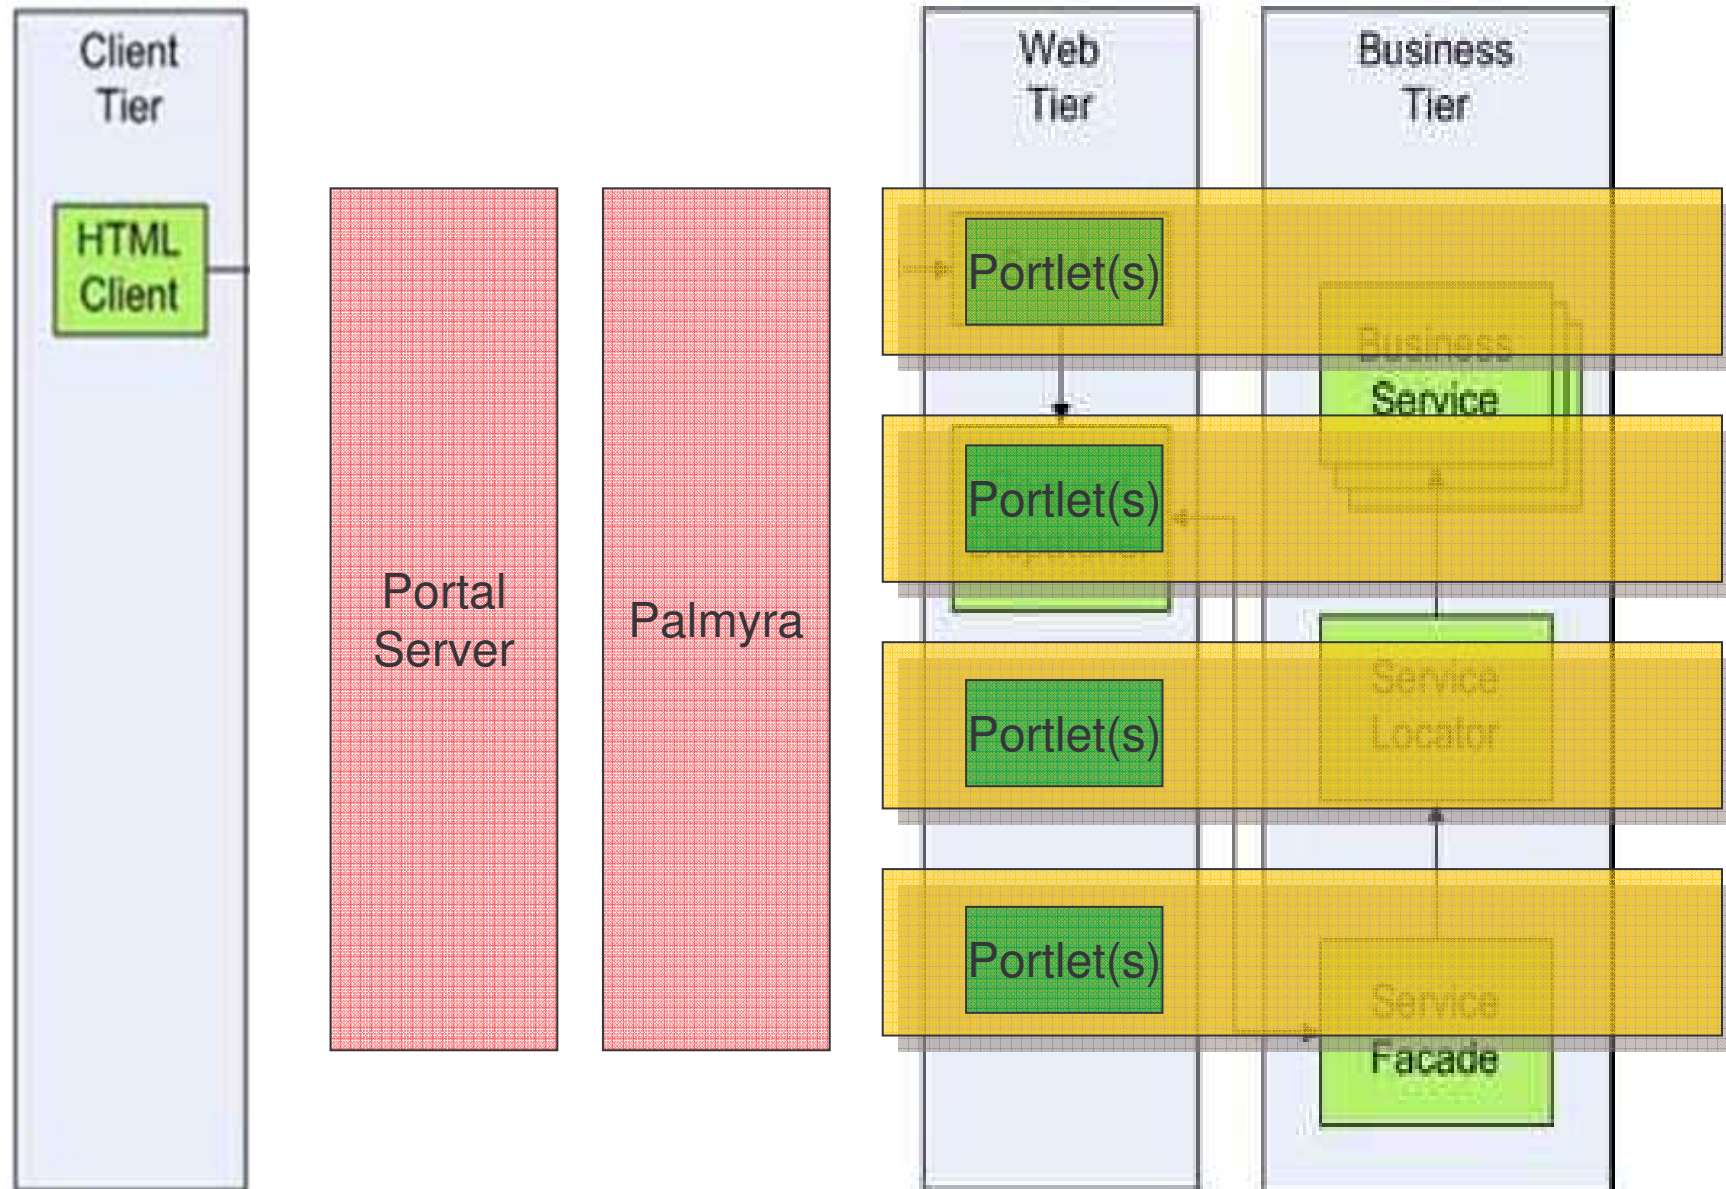 Client
Tier
HTML
Client
Portal
Server
Palmyra
Web
Tier
Portlet(s)
Portlet(s)
Portlet(s)
Portlet(s)
Business
Tier
Business
Service
Service
Locator
Service
Facade